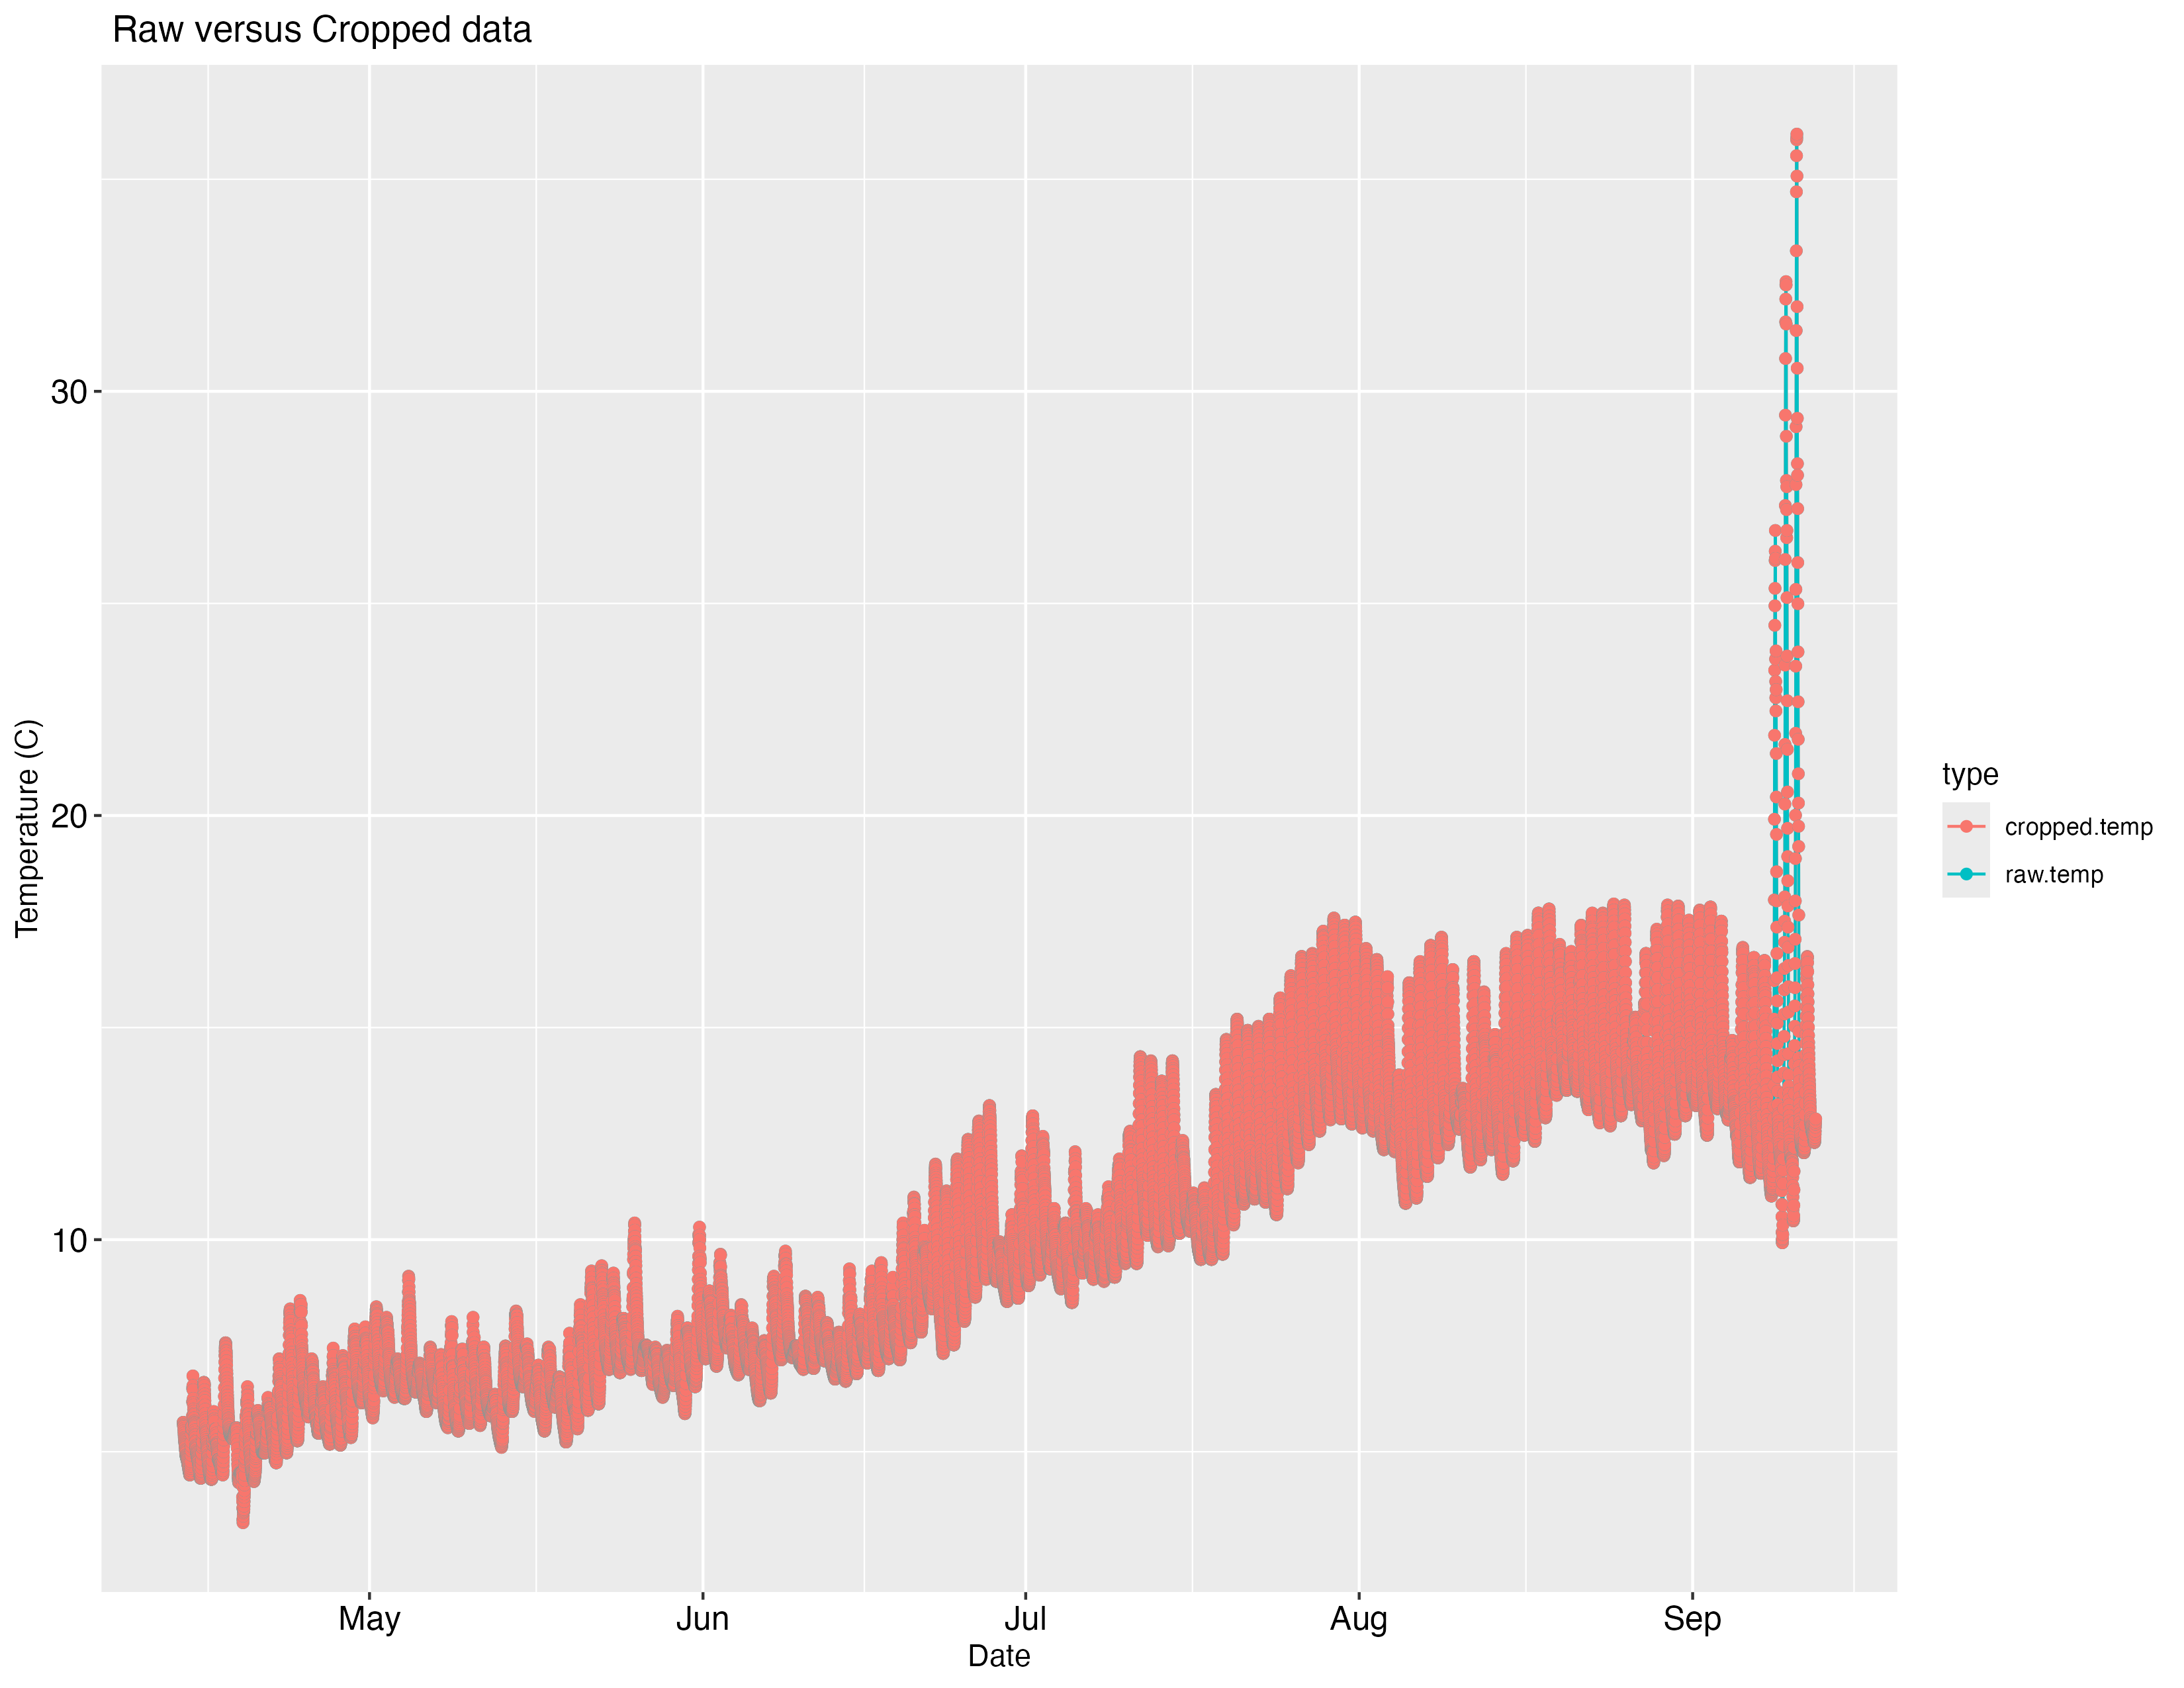 Raw versus Cropped data
Temperature (C)
30
20
10
May
Jun
Jul
Aug
Sep
Date
type
cropped.temp
raw.temp